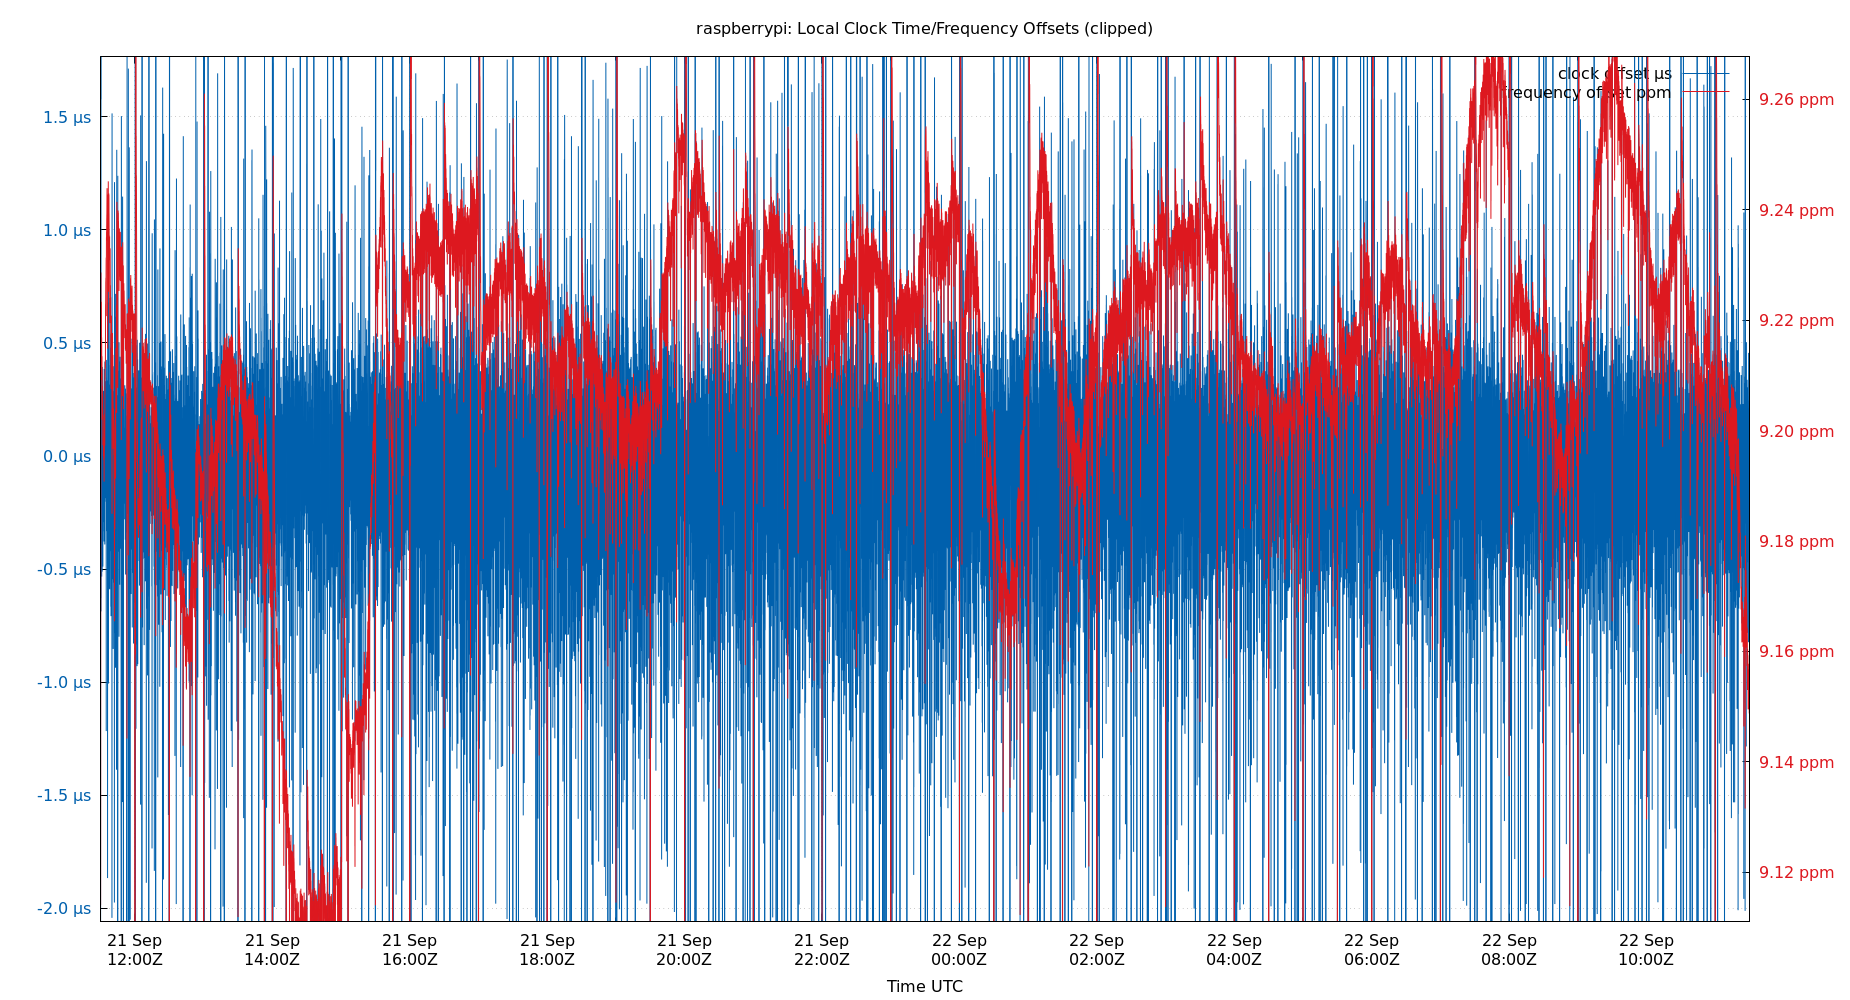 raspberrypi: Local Clock Time/Frequency Offsets (clipped)
clock offset µs
frequency offset ppm
1.5 µs
1.0 µs
0.5 µs
0.0 µs
-0.5 µs
-1.0 µs
-1.5 µs
-2.0 µs
9.26 ppm
9.24 ppm
9.22 ppm
9.20 ppm
9.18 ppm
9.16 ppm
9.14 ppm
9.12 ppm
21 Sep
12:00Z
21 Sep
14:00Z
21 Sep
16:00Z
21 Sep
18:00Z
21 Sep
20:00Z
21 Sep
22:00Z
22 Sep
00:00Z
22 Sep
02:00Z
22 Sep
04:00Z
22 Sep
06:00Z
22 Sep
08:00Z
22 Sep
10:00Z
Time UTC